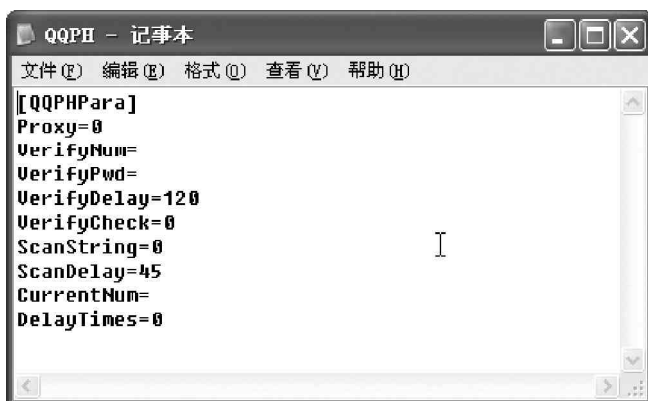 QQPH - 记事本
文件(F) 编辑(E) 格式(O) 查看(V) 帮助(H)
[QQPHPara]
Proxy=0
VerifyNum=
VerifyPwd=
VerifyDelay=120
VerifyCheck=0
ScanString=0
ScanDelay=45
CurrentNum=
DelayTimes=0